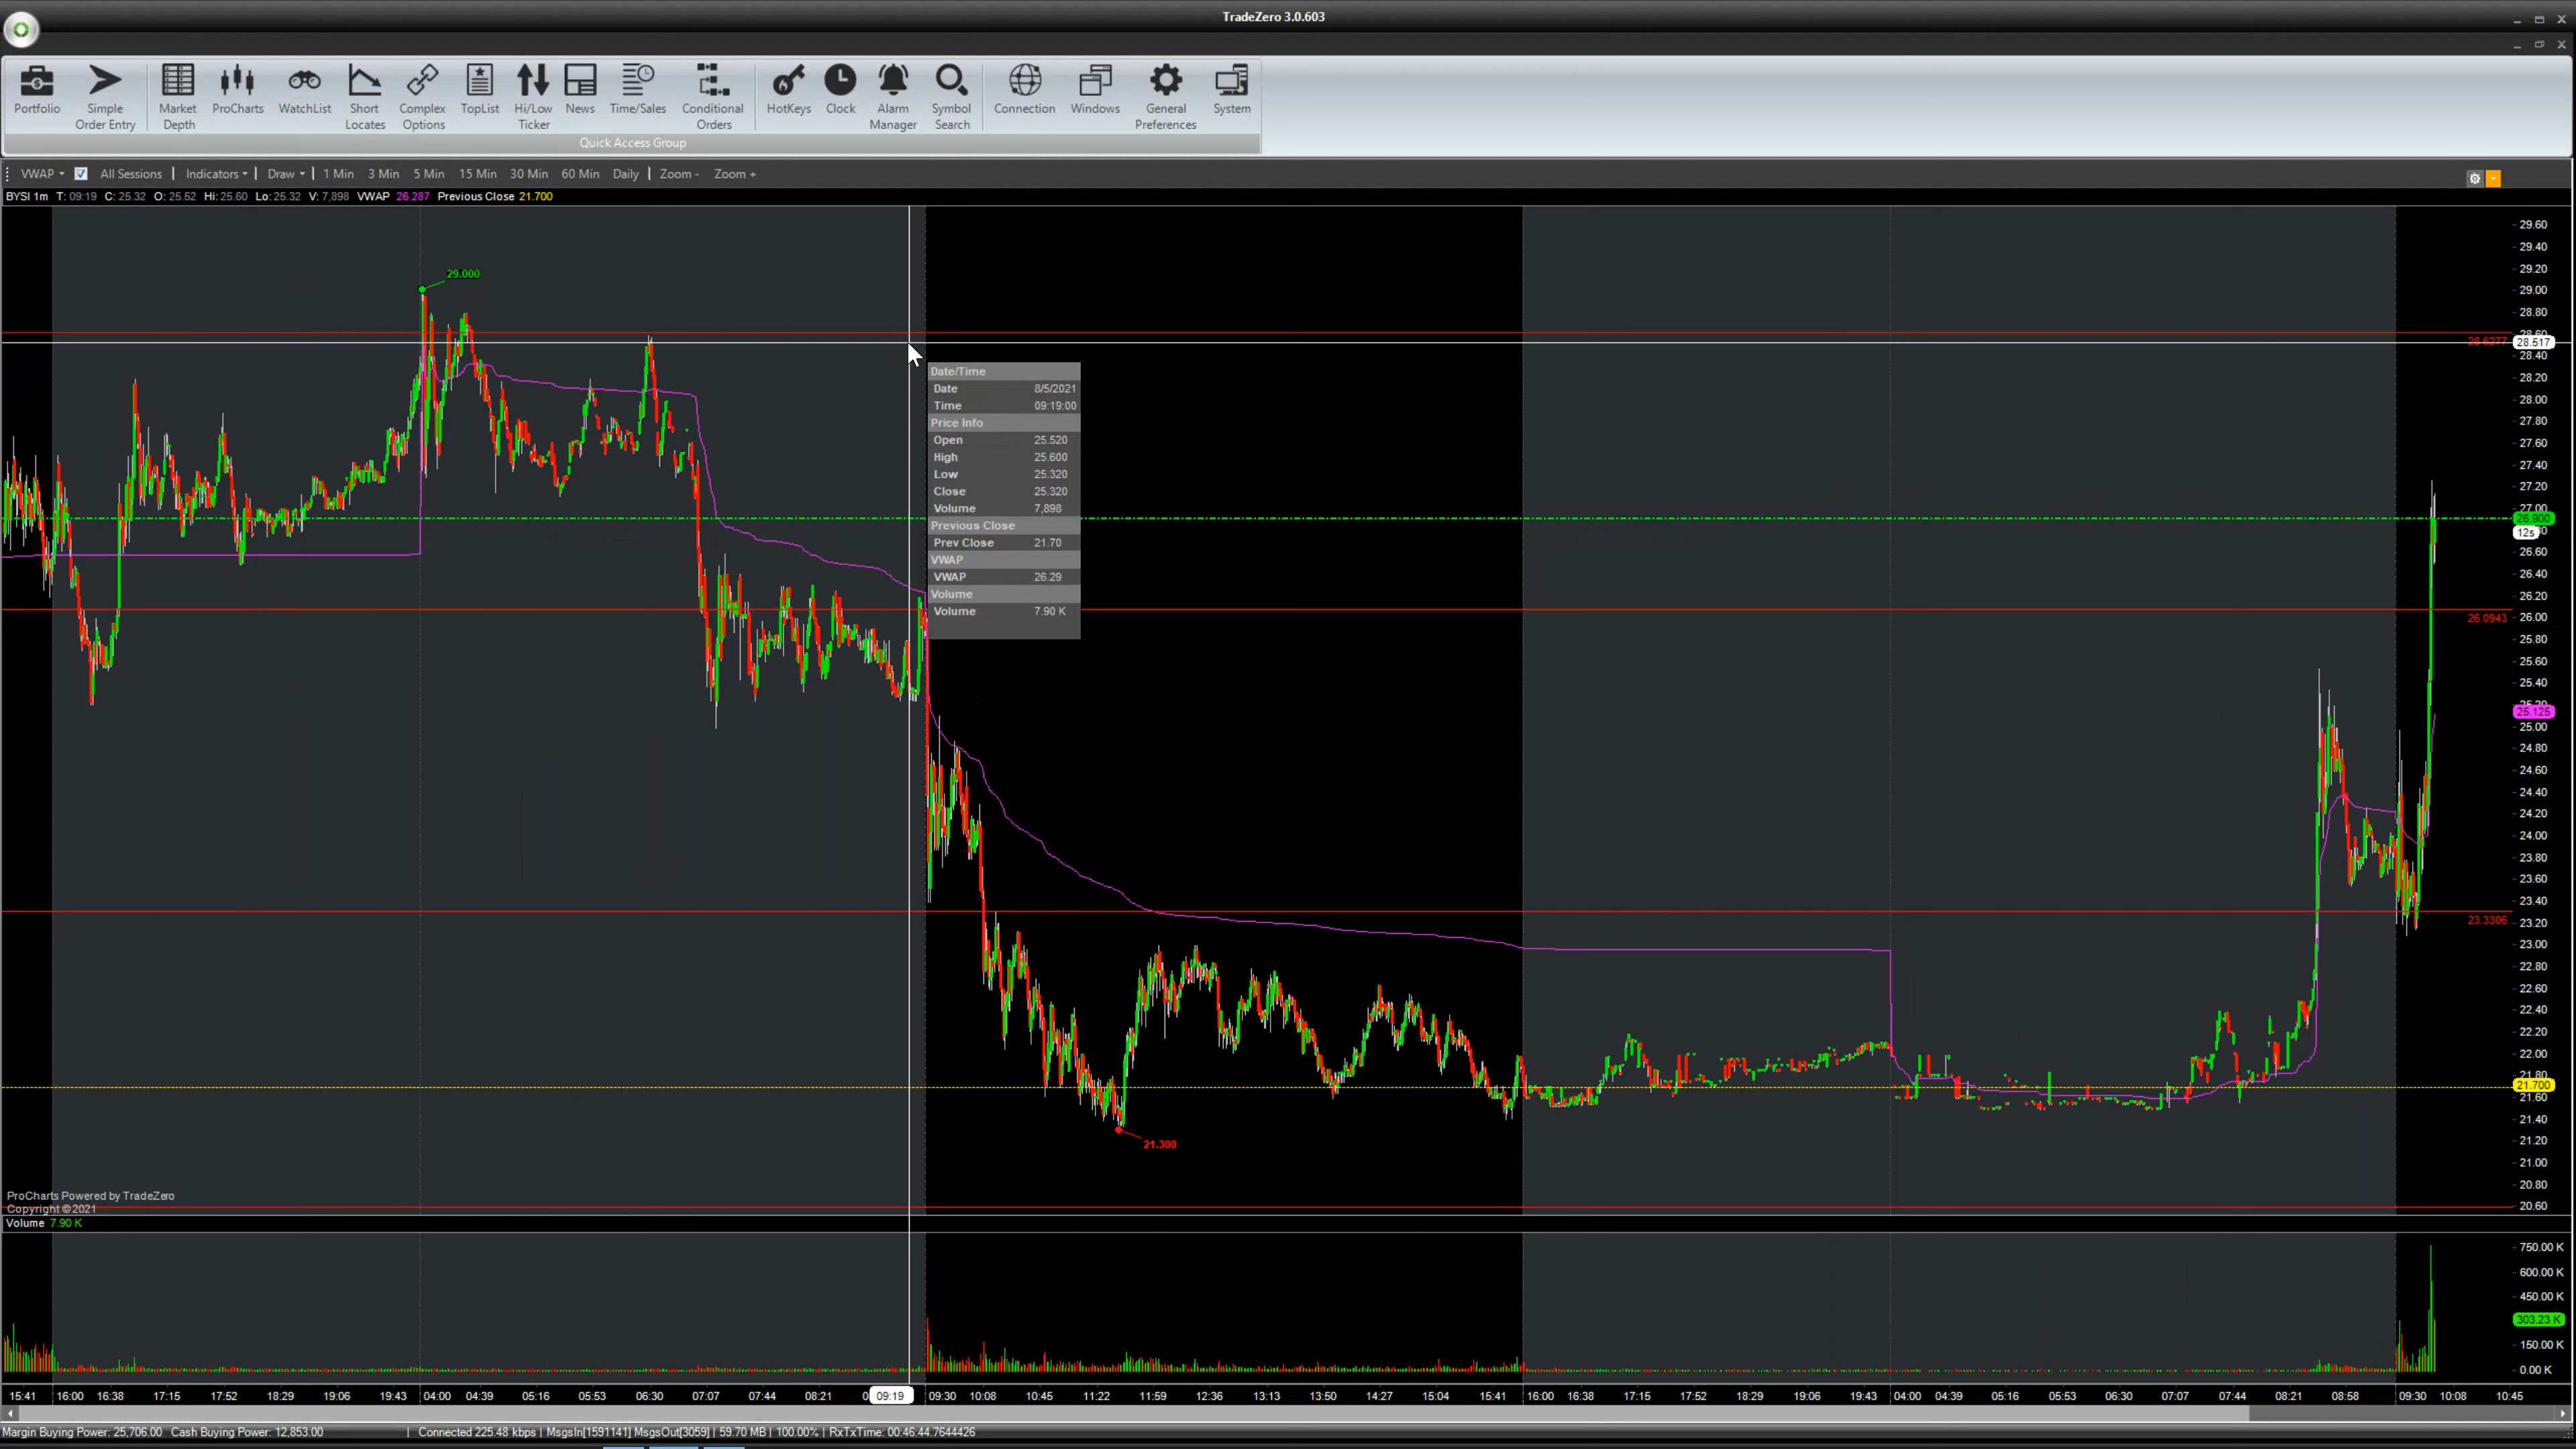 TradeZero 3.0.603
Portfolio
Simple Order Entry
Market Depth
ProCharts
WatchList
Short Locates
Complex Options
TopList
Hi/Low Ticker
News
Time/Sales
Conditional Orders
HotKeys
Clock
Alarm Manager
Symbol Search
Connection
Windows
General Preferences
System
Quick Access Group
VWAP All Sessions | Indicators | Draw | 1 Min 3 Min 5 Min 15 Min 30 Min 60 Min Daily | Zoom - Zoom +
BYSI 1m T: 09:19 C: 25.32 O: 25.52 Hi: 25.60 Lo: 25.32 V: 7,898 VWAP 26.287 Previous Close 21.700
29.000
Date/Time
Date 8/5/2021
Time 09:19:00
Price Info
Open 25.520
High 25.600
Low 25.320
Close 25.320
Volume 7,898
Previous Close
Prev Close 21.70
VWAP
VWAP 26.29
Volume
Volume 7.90 K
21.300
29.60
29.40
29.20
29.00
28.80
28.6277
28.517
28.40
28.20
28.00
27.80
27.60
27.40
27.20
27.00
26.900
12s
26.60
26.40
26.20
26.0943
26.00
25.80
25.60
25.40
25.125
25.00
24.80
24.60
24.40
24.20
24.00
23.80
23.60
23.40
23.3306
23.20
23.00
22.80
22.60
22.40
22.20
22.00
21.80
21.700
21.60
21.40
21.20
21.00
20.80
20.60
ProCharts Powered by TradeZero
Copyright © 2021
Volume 7.90 K
750.00 K
600.00 K
450.00 K
303.23 K
150.00 K
0.00 K
15:41 16:00 16:38 17:15 17:52 18:29 19:06 19:43 04:00 04:39 05:16 05:53 06:30 07:07 07:44 08:21 09:19 09:30 10:08 10:45 11:22 11:59 12:36 13:13 13:50 14:27 15:04 15:41 16:00 16:38 17:15 17:52 18:29 19:06 19:43 04:00 04:39 05:16 05:53 06:30 07:07 07:44 08:21 08:58 09:30 10:08 10:45
Margin Buying Power: 25,706.00 Cash Buying Power: 12,853.00 | Connected 225.48 kbps | MsgsIn[1591141] MsgsOut[3059] | 59.70 MB | 100.00% | RxTxTime: 00:46:44.7644426